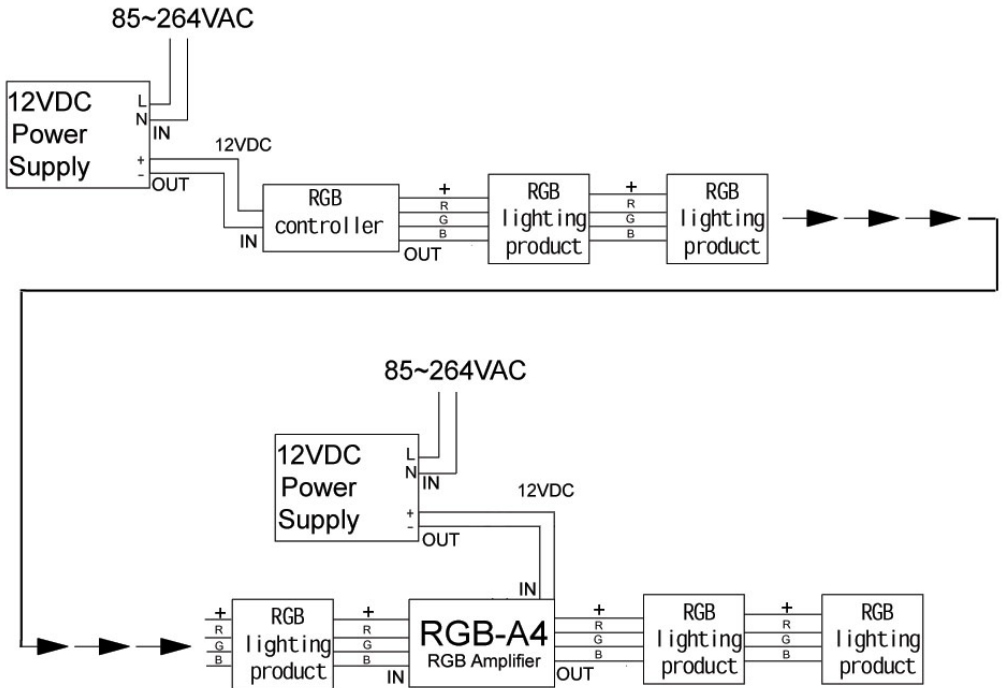 85~264VAC
12VDC
Power
Supply
L
N
IN
+
-
OUT
12VDC
IN
RGB
controller
+
R
G
B
OUT
RGB
lighting
product
+
R
G
B
RGB
lighting
product
85~264VAC
12VDC
Power
Supply
L
N
IN
+
-
OUT
12VDC
IN
+
R
G
B
RGB
lighting
product
+
R
G
B
IN
RGB-A4
RGB Amplifier
+
R
G
B
OUT
RGB
lighting
product
+
R
G
B
RGB
lighting
product